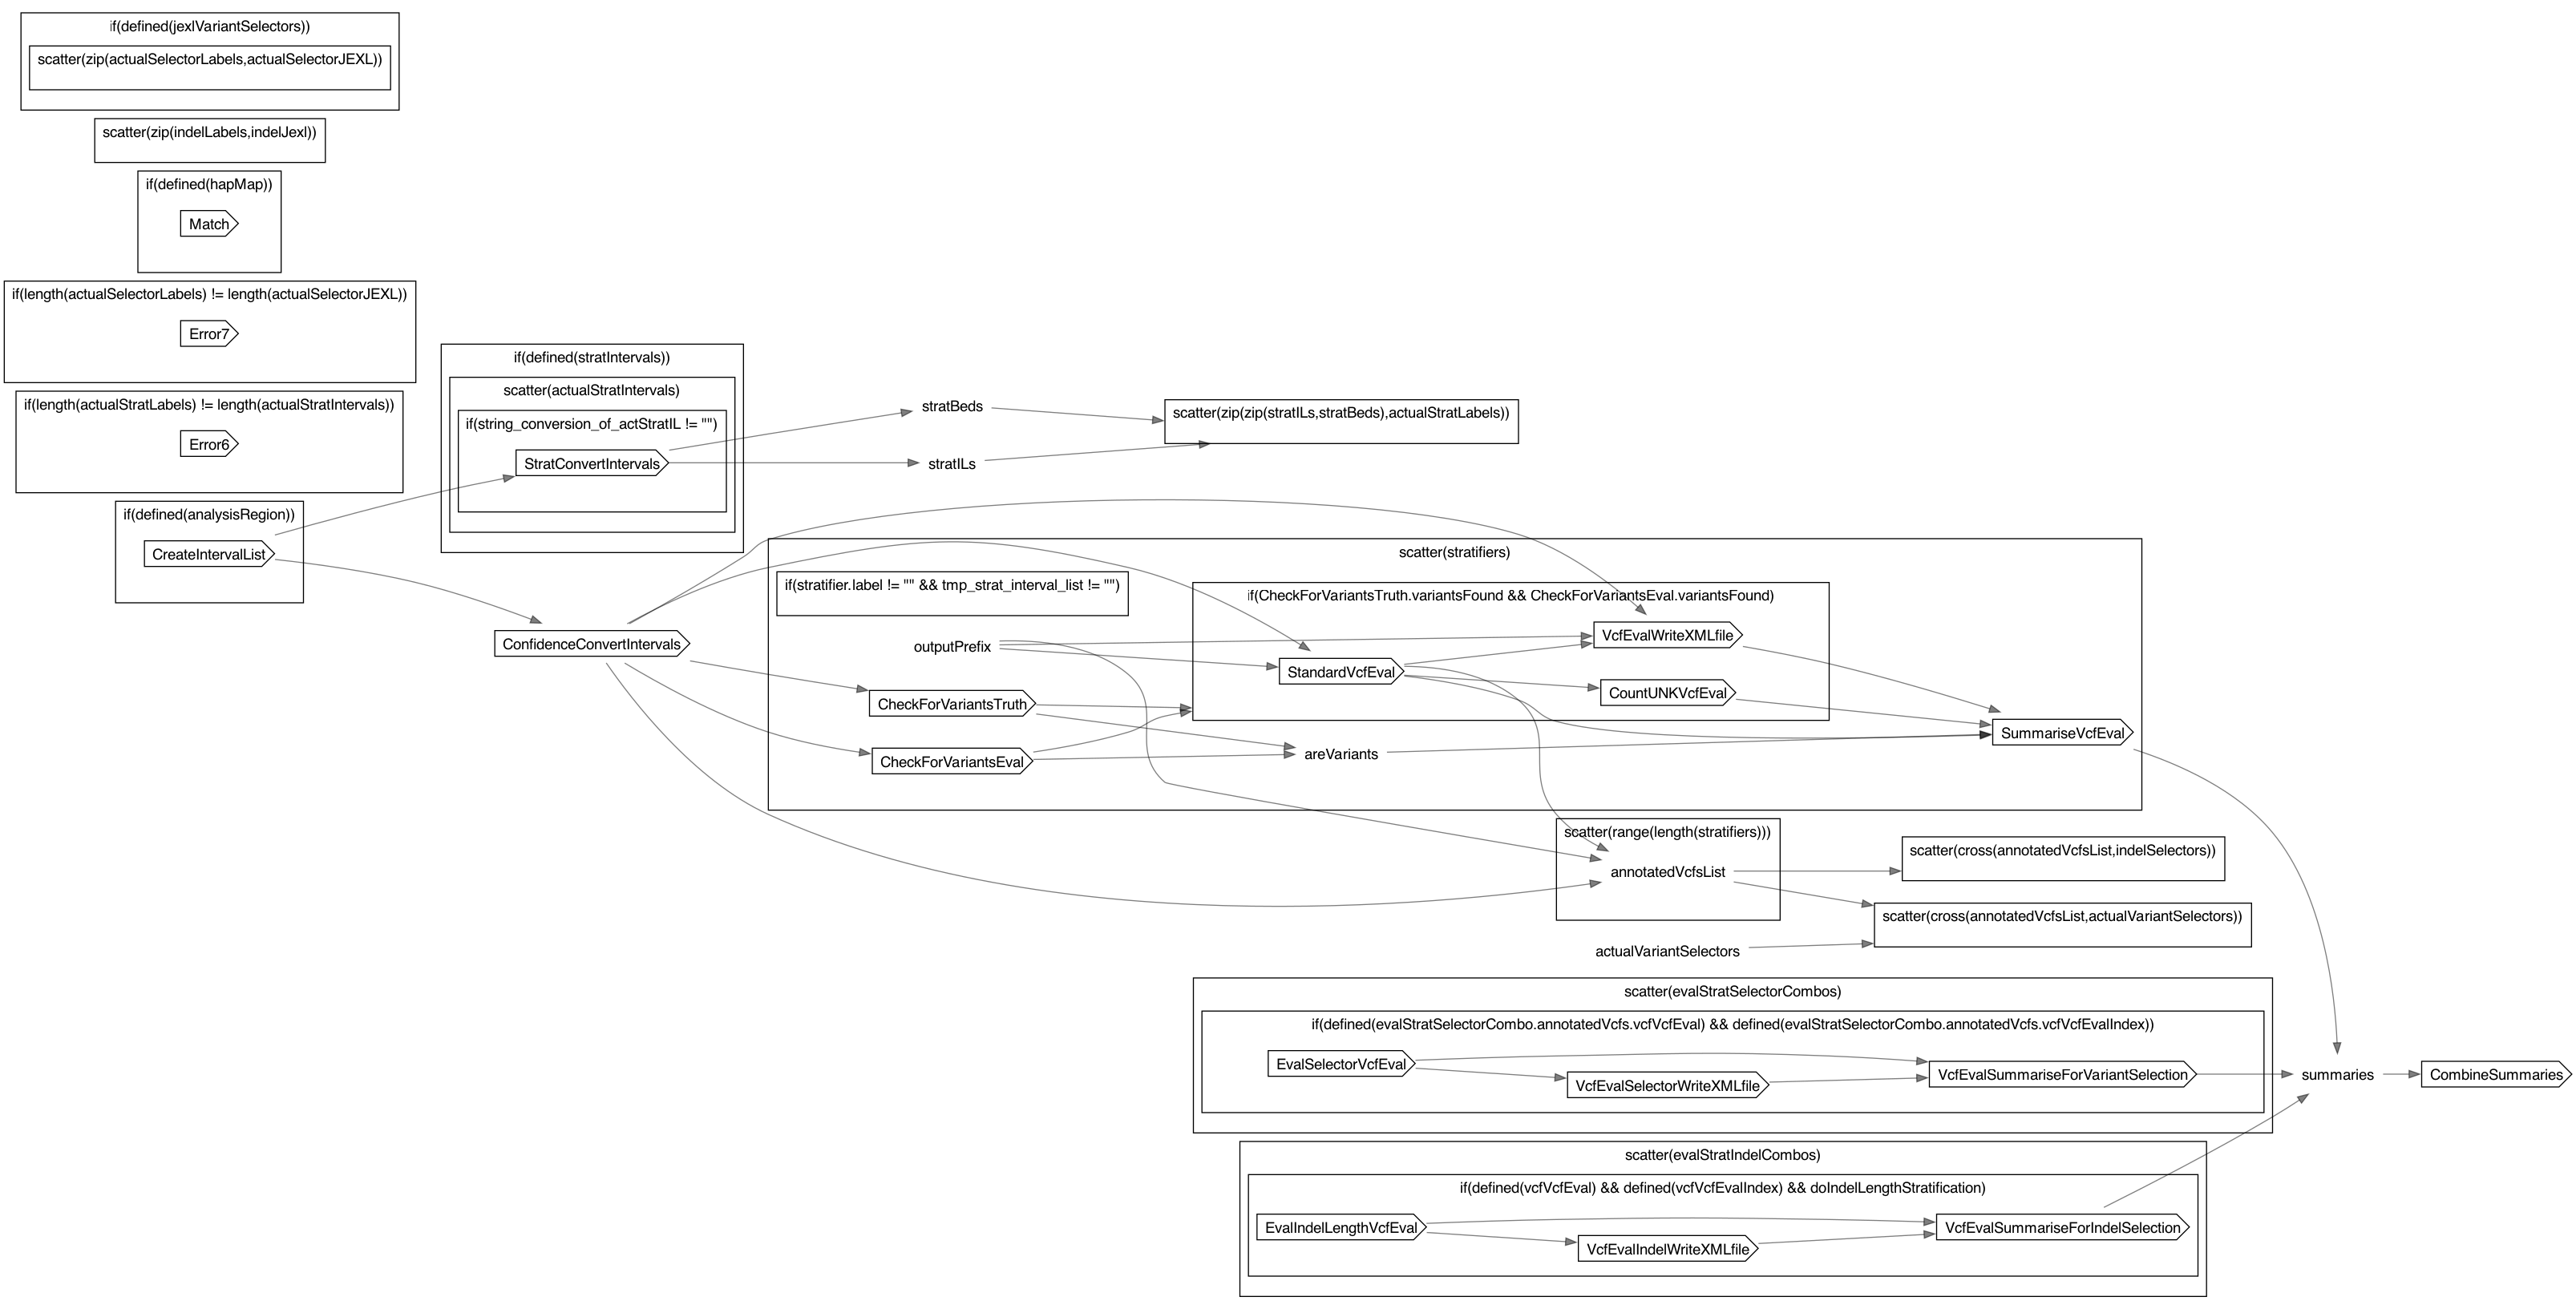 if(defined(jexlVariantSelectors))
scatter(zip(actualSelectorLabels,actualSelectorJEXL))
scatter(zip(indelLabels,indelJexl))
if(defined(hapMap))
Match
if(length(actualSelectorLabels) != length(actualSelectorJEXL))
Error7
if(length(actualStratLabels) != length(actualStratIntervals))
Error6
if(defined(analysisRegion))
CreateIntervalList
if(defined(stratIntervals))
scatter(actualStratIntervals)
if(string_conversion_of_actStratIL != "")
StratConvertIntervals
stratBeds
stratILs
scatter(zip(zip(stratILs,stratBeds),actualStratLabels))
ConfidenceConvertIntervals
scatter(stratifiers)
if(stratifier.label != "" && tmp_strat_interval_list != "")
outputPrefix
CheckForVariantsTruth
CheckForVariantsEval
if(CheckForVariantsTruth.variantsFound && CheckForVariantsEval.variantsFound)
VcfEvalWriteXMLfile
StandardVcfEval
CountUNKVcfEval
areVariants
SummariseVcfEval
scatter(range(length(stratifiers)))
annotatedVcfsList
scatter(cross(annotatedVcfsList,indelSelectors))
scatter(cross(annotatedVcfsList,actualVariantSelectors))
actualVariantSelectors
scatter(evalStratSelectorCombos)
if(defined(evalStratSelectorCombo.annotatedVcfs.vcfVcfEval) && defined(evalStratSelectorCombo.annotatedVcfs.vcfVcfEvalIndex))
EvalSelectorVcfEval
VcfEvalSelectorWriteXMLfile
VcfEvalSummariseForVariantSelection
summaries
CombineSummaries
scatter(evalStratIndelCombos)
if(defined(vcfVcfEval) && defined(vcfVcfEvalIndex) && doIndelLengthStratification)
EvalIndelLengthVcfEval
VcfEvalIndelWriteXMLfile
VcfEvalSummariseForIndelSelection